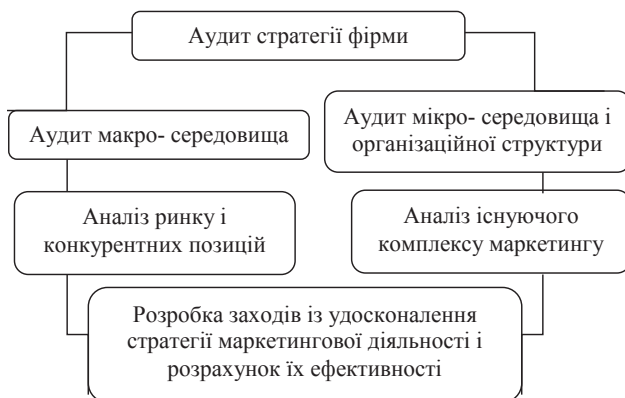 Аудит стратегії фірми
Аудит макро- середовища
Аудит мікро- середовища і
організаційної структури
Аналіз ринку і
конкурентних позицій
Аналіз існуючого
комплексу маркетингу
Розробка заходів із удосконалення
стратегії маркетингової діяльності і
розрахунок їх ефективності